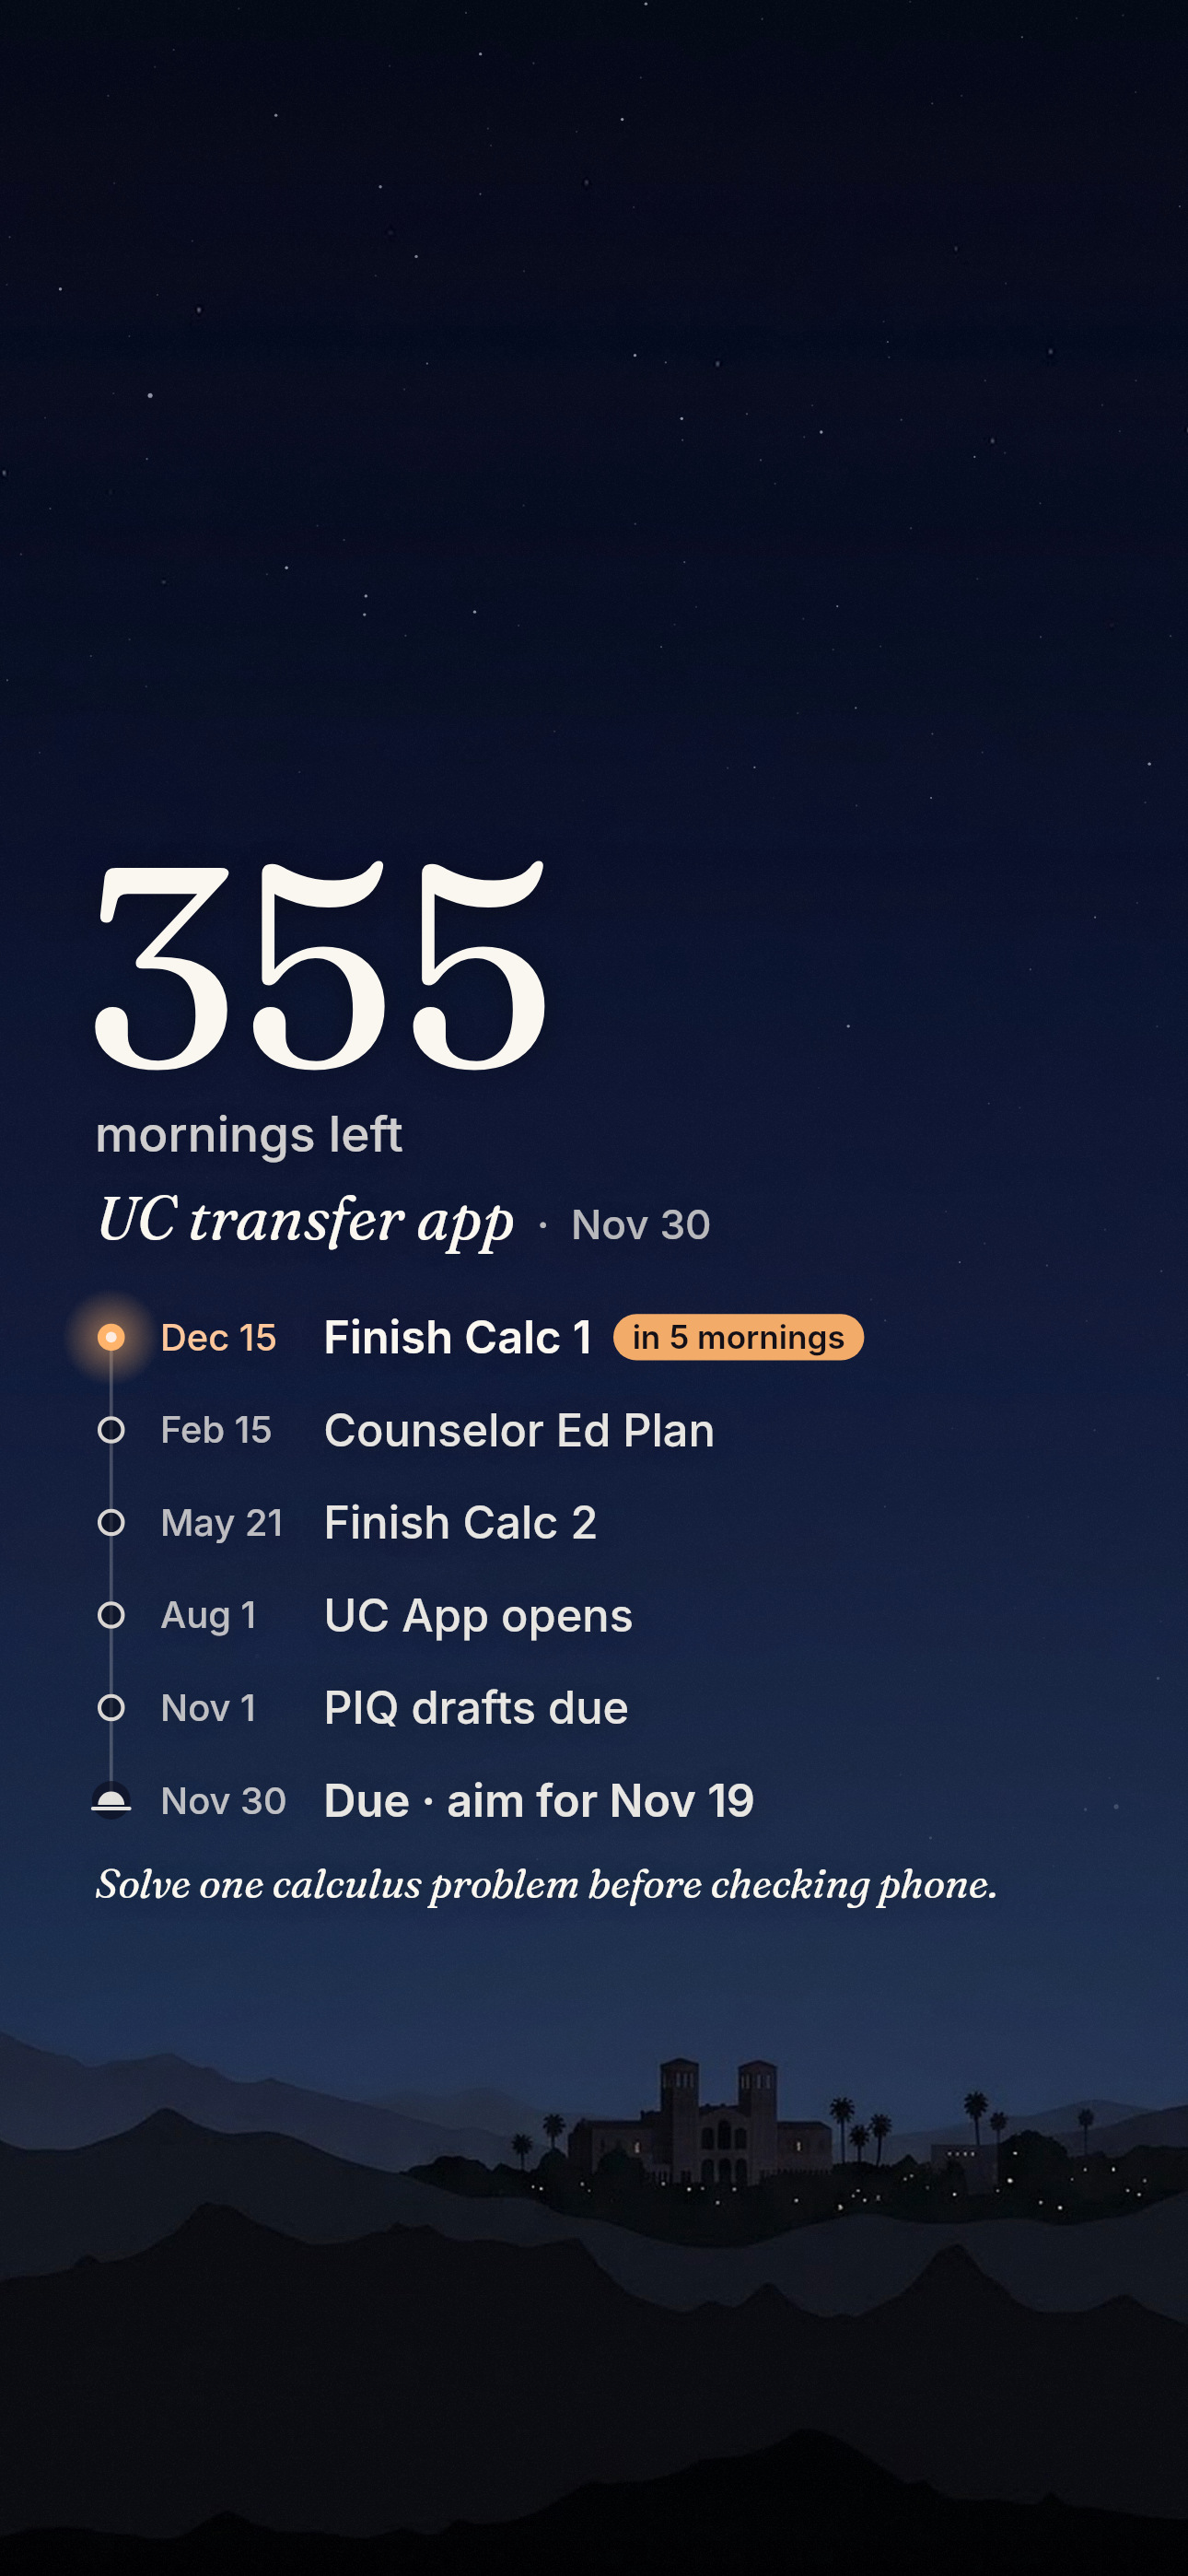 355
mornings left
UC transfer app · Nov 30
Dec 15 Finish Calc 1 in 5 mornings
Feb 15 Counselor Ed Plan
May 21 Finish Calc 2
Aug 1 UC App opens
Nov 1 PIQ drafts due
Nov 30 Due · aim for Nov 19
Solve one calculus problem before checking phone.